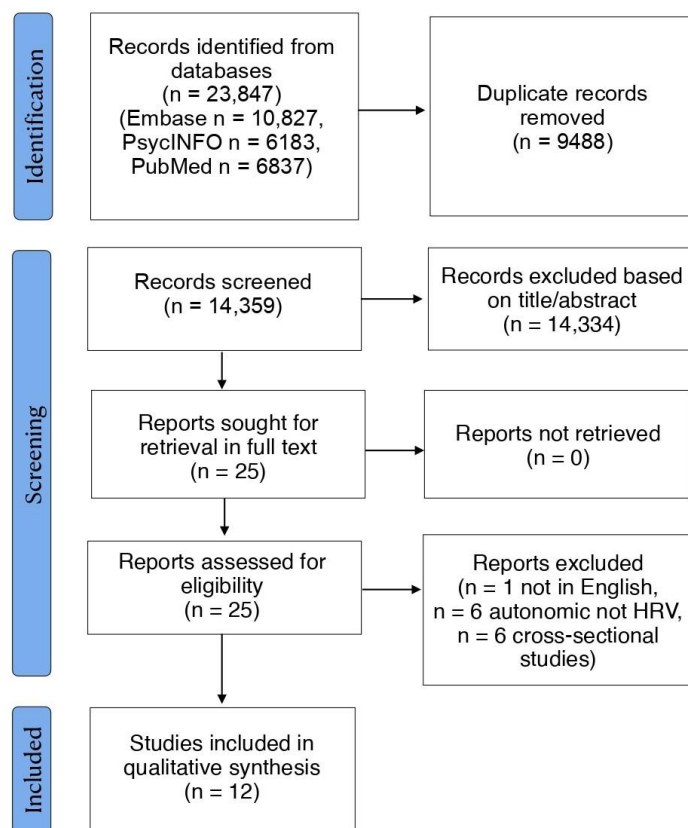 Identification
Records identified from
databases
(n = 23,847)
(Embase n = 10,827,
PsycINFO n = 6183,
PubMed n = 6837)
Duplicate records
removed
(n = 9488)
Screening
Records screened
(n = 14,359)
Records excluded based
on title/abstract
(n = 14,334)
Reports sought for
retrieval in full text
(n = 25)
Reports not retrieved
(n = 0)
Reports assessed for
eligibility
(n = 25)
Reports excluded
(n = 1 not in English,
n = 6 autonomic not HRV,
n = 6 cross-sectional
studies)
Included
Studies included in
qualitative synthesis
(n = 12)